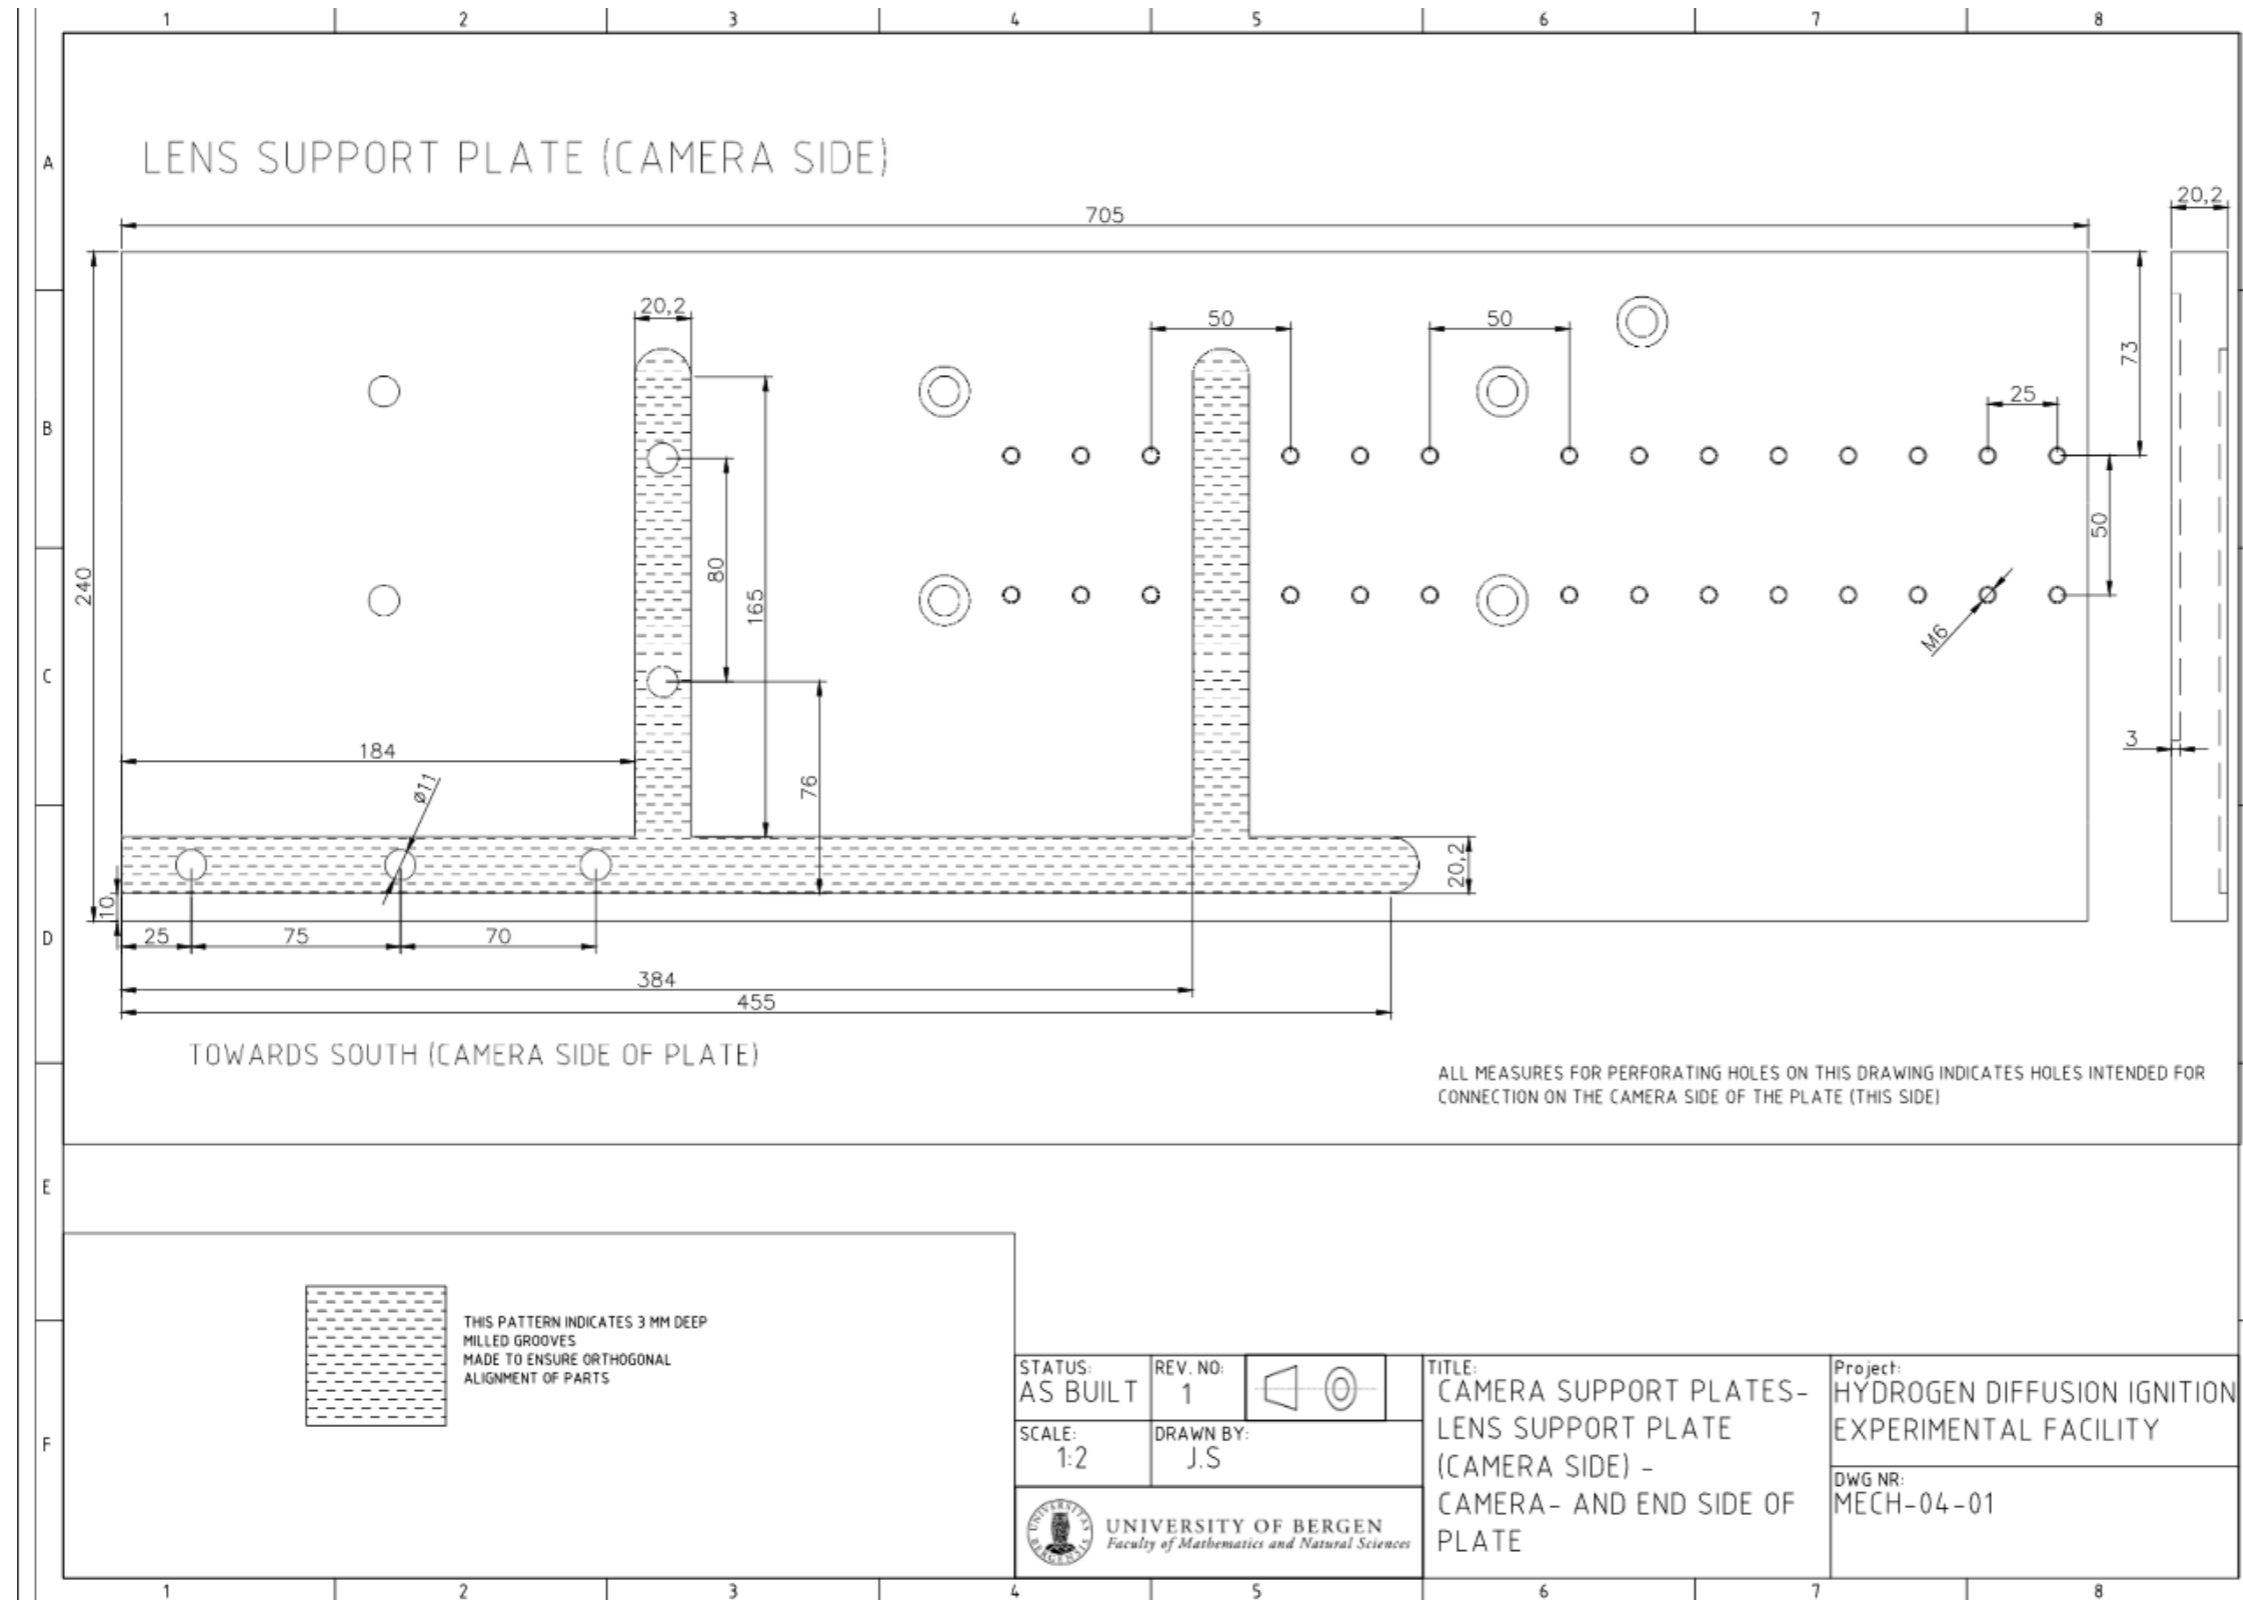 1 2 3 4 5 6 7 8
A
LENS SUPPORT PLATE (CAMERA SIDE)
20,2
705
20,2
50
50
73
25
B
80
165
50
240
C
M6
184
3
76
Ø11
20,2
10
D
25
75
70
384
455
TOWARDS SOUTH (CAMERA SIDE OF PLATE)
ALL MEASURES FOR PERFORATING HOLES ON THIS DRAWING INDICATES HOLES INTENDED FOR
CONNECTION ON THE CAMERA SIDE OF THE PLATE (THIS SIDE)
E
THIS PATTERN INDICATES 3 MM DEEP
MILLED GROOVES
MADE TO ENSURE ORTHOGONAL
ALIGNMENT OF PARTS
F
STATUS:
AS BUILT
REV. NO:
1
SCALE:
1:2
DRAWN BY:
J.S
UNIVERSITAS
BERGENSIS
UNIVERSITY OF BERGEN
Faculty of Mathematics and Natural Sciences
TITLE:
CAMERA SUPPORT PLATES-
LENS SUPPORT PLATE
(CAMERA SIDE) -
CAMERA- AND END SIDE OF
PLATE
Project:
HYDROGEN DIFFUSION IGNITION
EXPERIMENTAL FACILITY
DWG NR:
MECH-04-01
1 2 3 4 5 6 7 8